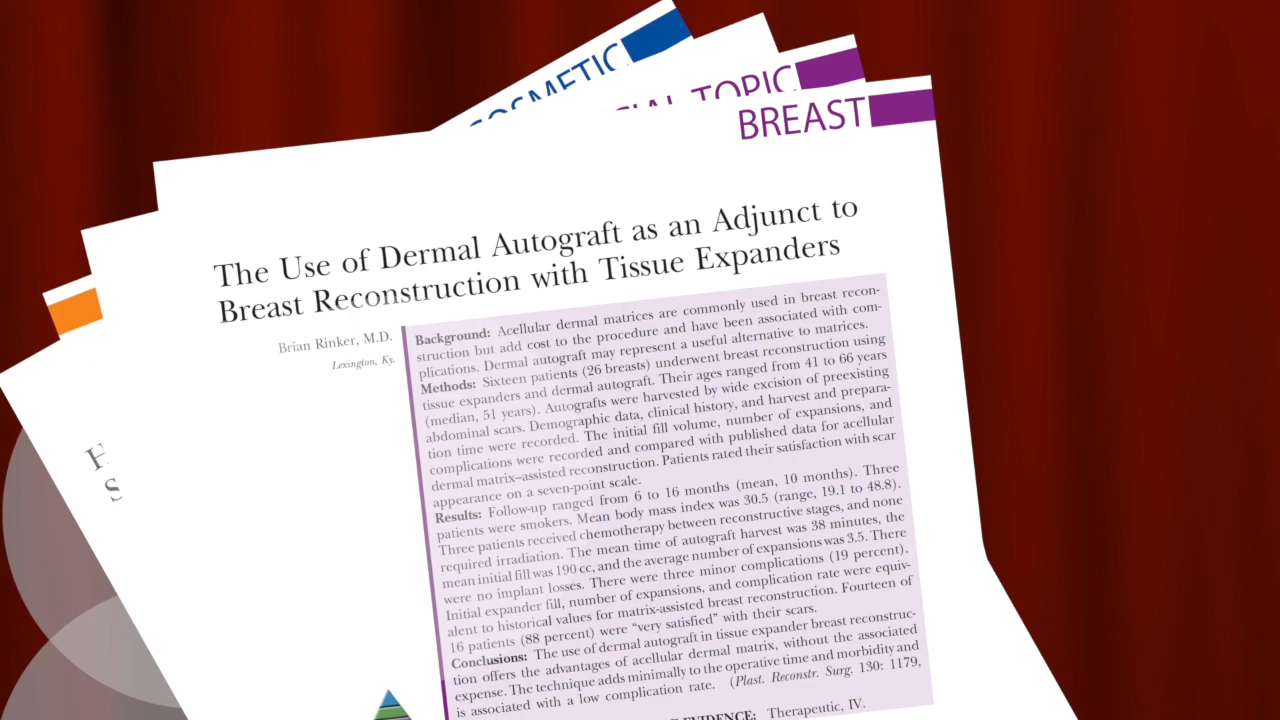 COSMETIC
TOPIC
BREAST
The Use of Dermal Autograft as an Adjunct to
Breast Reconstruction with Tissue Expanders
Brian Rinker, M.D.
Lexington, Ky.
Background: Acellular dermal matrices are commonly used in breast recon-
struction but add cost to the procedure and have been associated with com-
plications. Dermal autograft may represent a useful alternative to matrices.
Methods: Sixteen patients (26 breasts) underwent breast reconstruction using
tissue expanders and dermal autograft. Their ages ranged from 41 to 66 years
(median, 51 years). Autografts were harvested by wide excision of preexisting
abdominal scars. Demographic data, clinical history, and harvest and prepara-
tion time were recorded. The initial fill volume, number of expansions, and
complications were recorded and compared with published data for acellular
dermal matrix–assisted reconstruction. Patients rated their satisfaction with scar
appearance on a seven-point scale.
Results: Follow-up ranged from 6 to 16 months (mean, 10 months). Three
patients were smokers. Mean body mass index was 30.5 (range, 19.1 to 48.8).
Three patients received chemotherapy between reconstructive stages, and none
required irradiation. The mean time of autograft harvest was 38 minutes, the
mean initial fill was 190 cc, and the average number of expansions was 3.5. There
were no implant losses. There were three minor complications (19 percent).
Initial expander fill, number of expansions, and complication rate were equiv-
alent to historical values for matrix-assisted breast reconstruction. Fourteen of
16 patients (88 percent) were “very satisfied” with their scars.
Conclusions: The use of dermal autograft in tissue expander breast reconstruc-
tion offers the advantages of acellular dermal matrix, without the associated
expense. The technique adds minimally to the operative time and morbidity and
is associated with a low complication rate. (Plast. Reconstr. Surg. 130: 1179,
EVIDENCE: Therapeutic, IV.